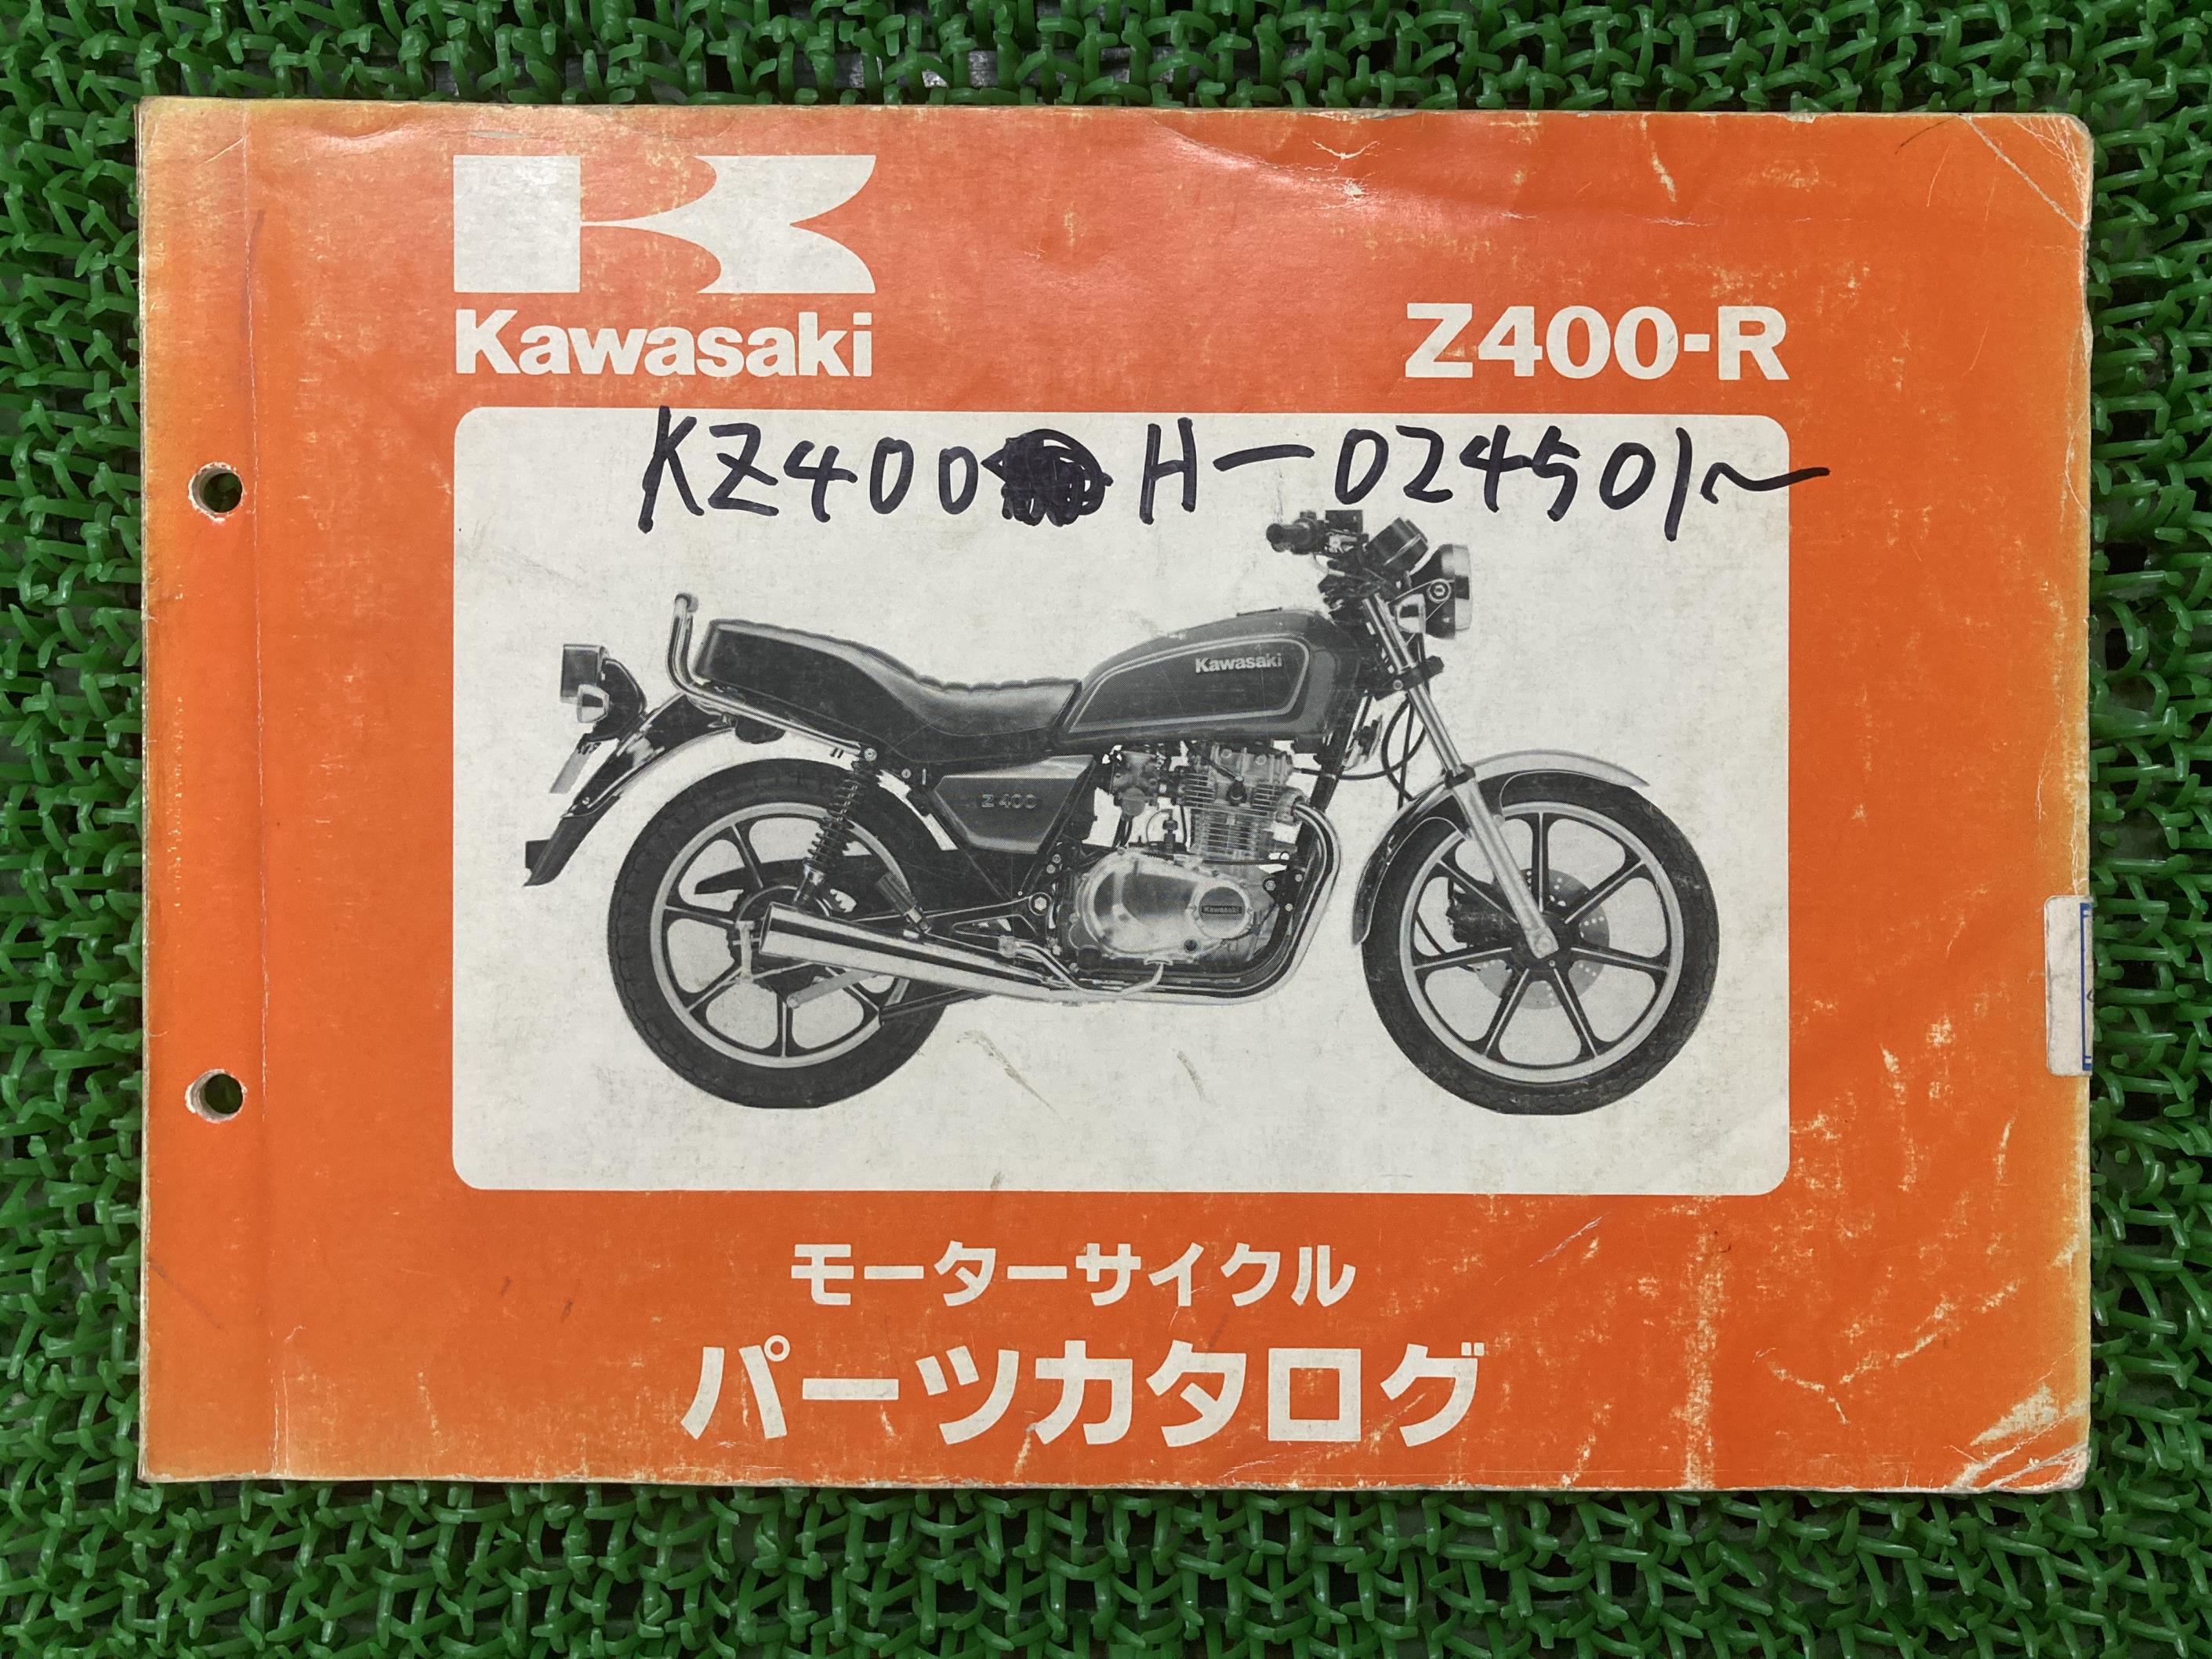 Kawasaki
Z400-R
KZ400 H-024501~
Kawasaki
Z400
Kawasaki
モーターサイクル
パーツカタログ